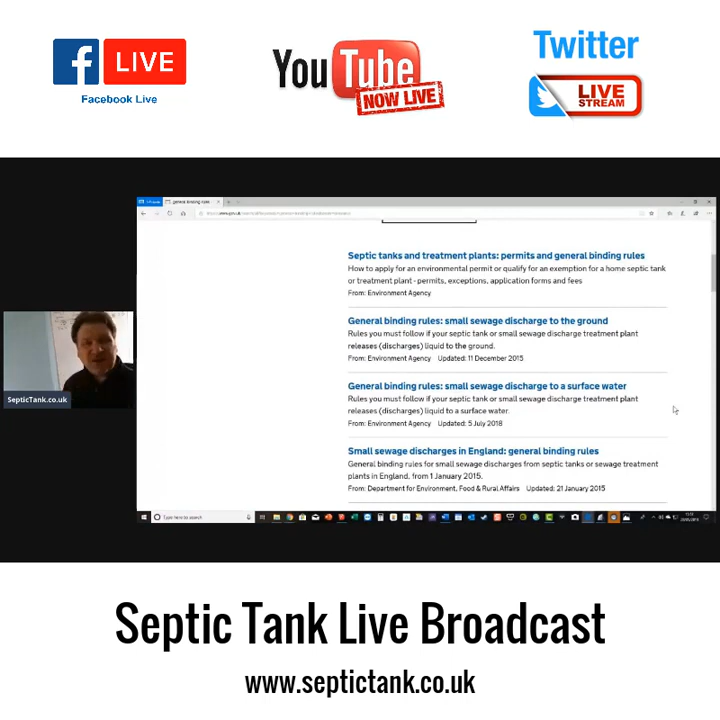 f LIVE
Facebook Live
YouTube
NOW LIVE
Twitter
LIVE
STREAM
general binding rules
Septic tanks and treatment plants: permits and general binding rules
How to apply for an environmental permit or qualify for an exemption for a home septic tank
or treatment plant - permits, exceptions, application forms and fees
From: Environment Agency
General binding rules: small sewage discharge to the ground
Rules you must follow if your septic tank or small sewage discharge treatment plant
releases (discharges) liquid to the ground.
From: Environment Agency Updated: 11 December 2015
General binding rules: small sewage discharge to a surface water
Rules you must follow if your septic tank or small sewage discharge treatment plant
releases (discharges) liquid to a surface water.
From: Environment Agency Updated: 5 July 2018
Small sewage discharges in England: general binding rules
General binding rules for small sewage discharges from septic tanks or sewage treatment
plants in England, from 1 January 2015.
From: Department for Environment, Food & Rural Affairs Updated: 21 January 2015
SepticTank.co.uk
Type here to search
Septic Tank Live Broadcast
www.septictank.co.uk